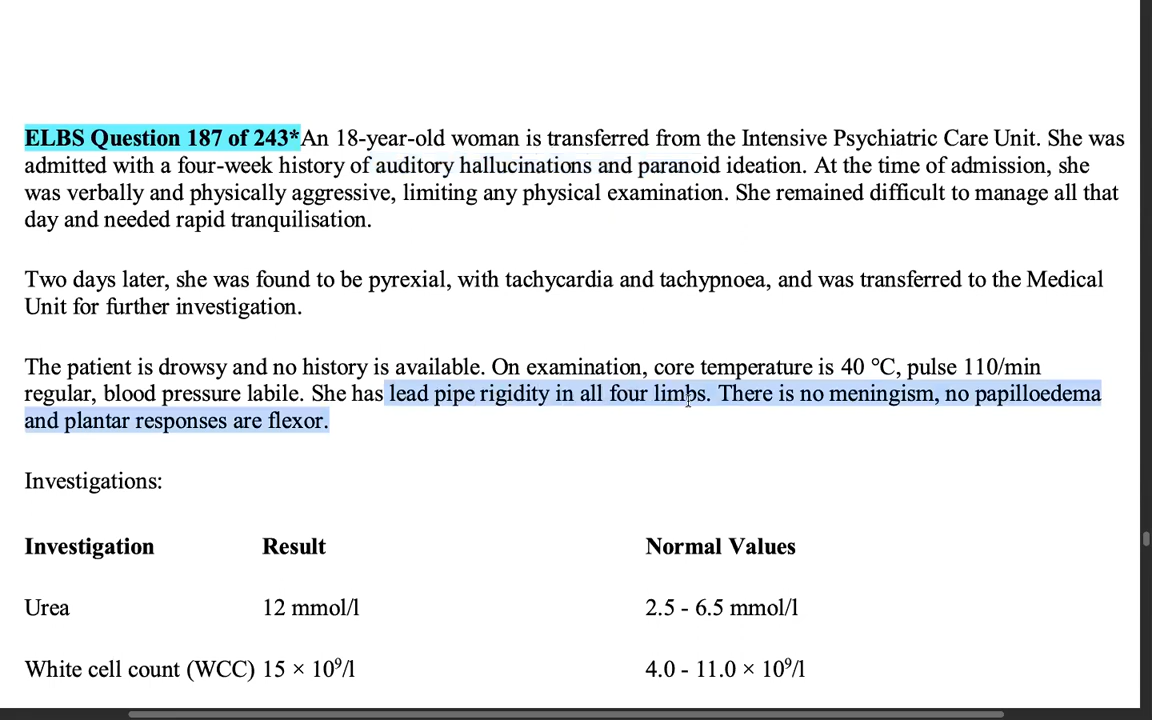 ELBS Question 187 of 243*An 18-year-old woman is transferred from the Intensive Psychiatric Care Unit. She was
admitted with a four-week history of auditory hallucinations and paranoid ideation. At the time of admission, she
was verbally and physically aggressive, limiting any physical examination. She remained difficult to manage all that
day and needed rapid tranquilisation.
Two days later, she was found to be pyrexial, with tachycardia and tachypnoea, and was transferred to the Medical
Unit for further investigation.
The patient is drowsy and no history is available. On examination, core temperature is 40 °C, pulse 110/min
regular, blood pressure labile. She has lead pipe rigidity in all four limbs. There is no meningism, no papilloedema
and plantar responses are flexor.
Investigations:
Investigation Result Normal Values
Urea 12 mmol/l 2.5 - 6.5 mmol/l
White cell count (WCC) 15 × 10⁹/l 4.0 - 11.0 × 10⁹/l